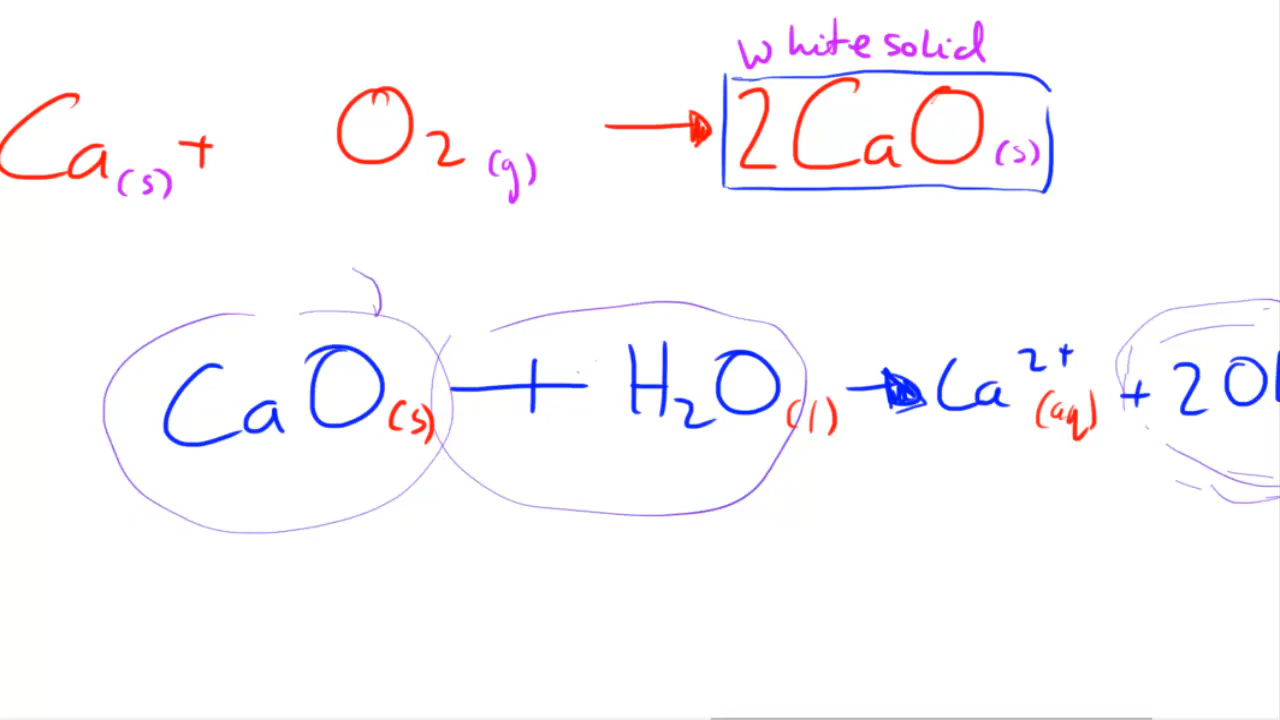 white solid
Ca(s) + O2(g) → 2CaO(s)
CaO(s) + H2O(l) → Ca2+(aq) + 2O